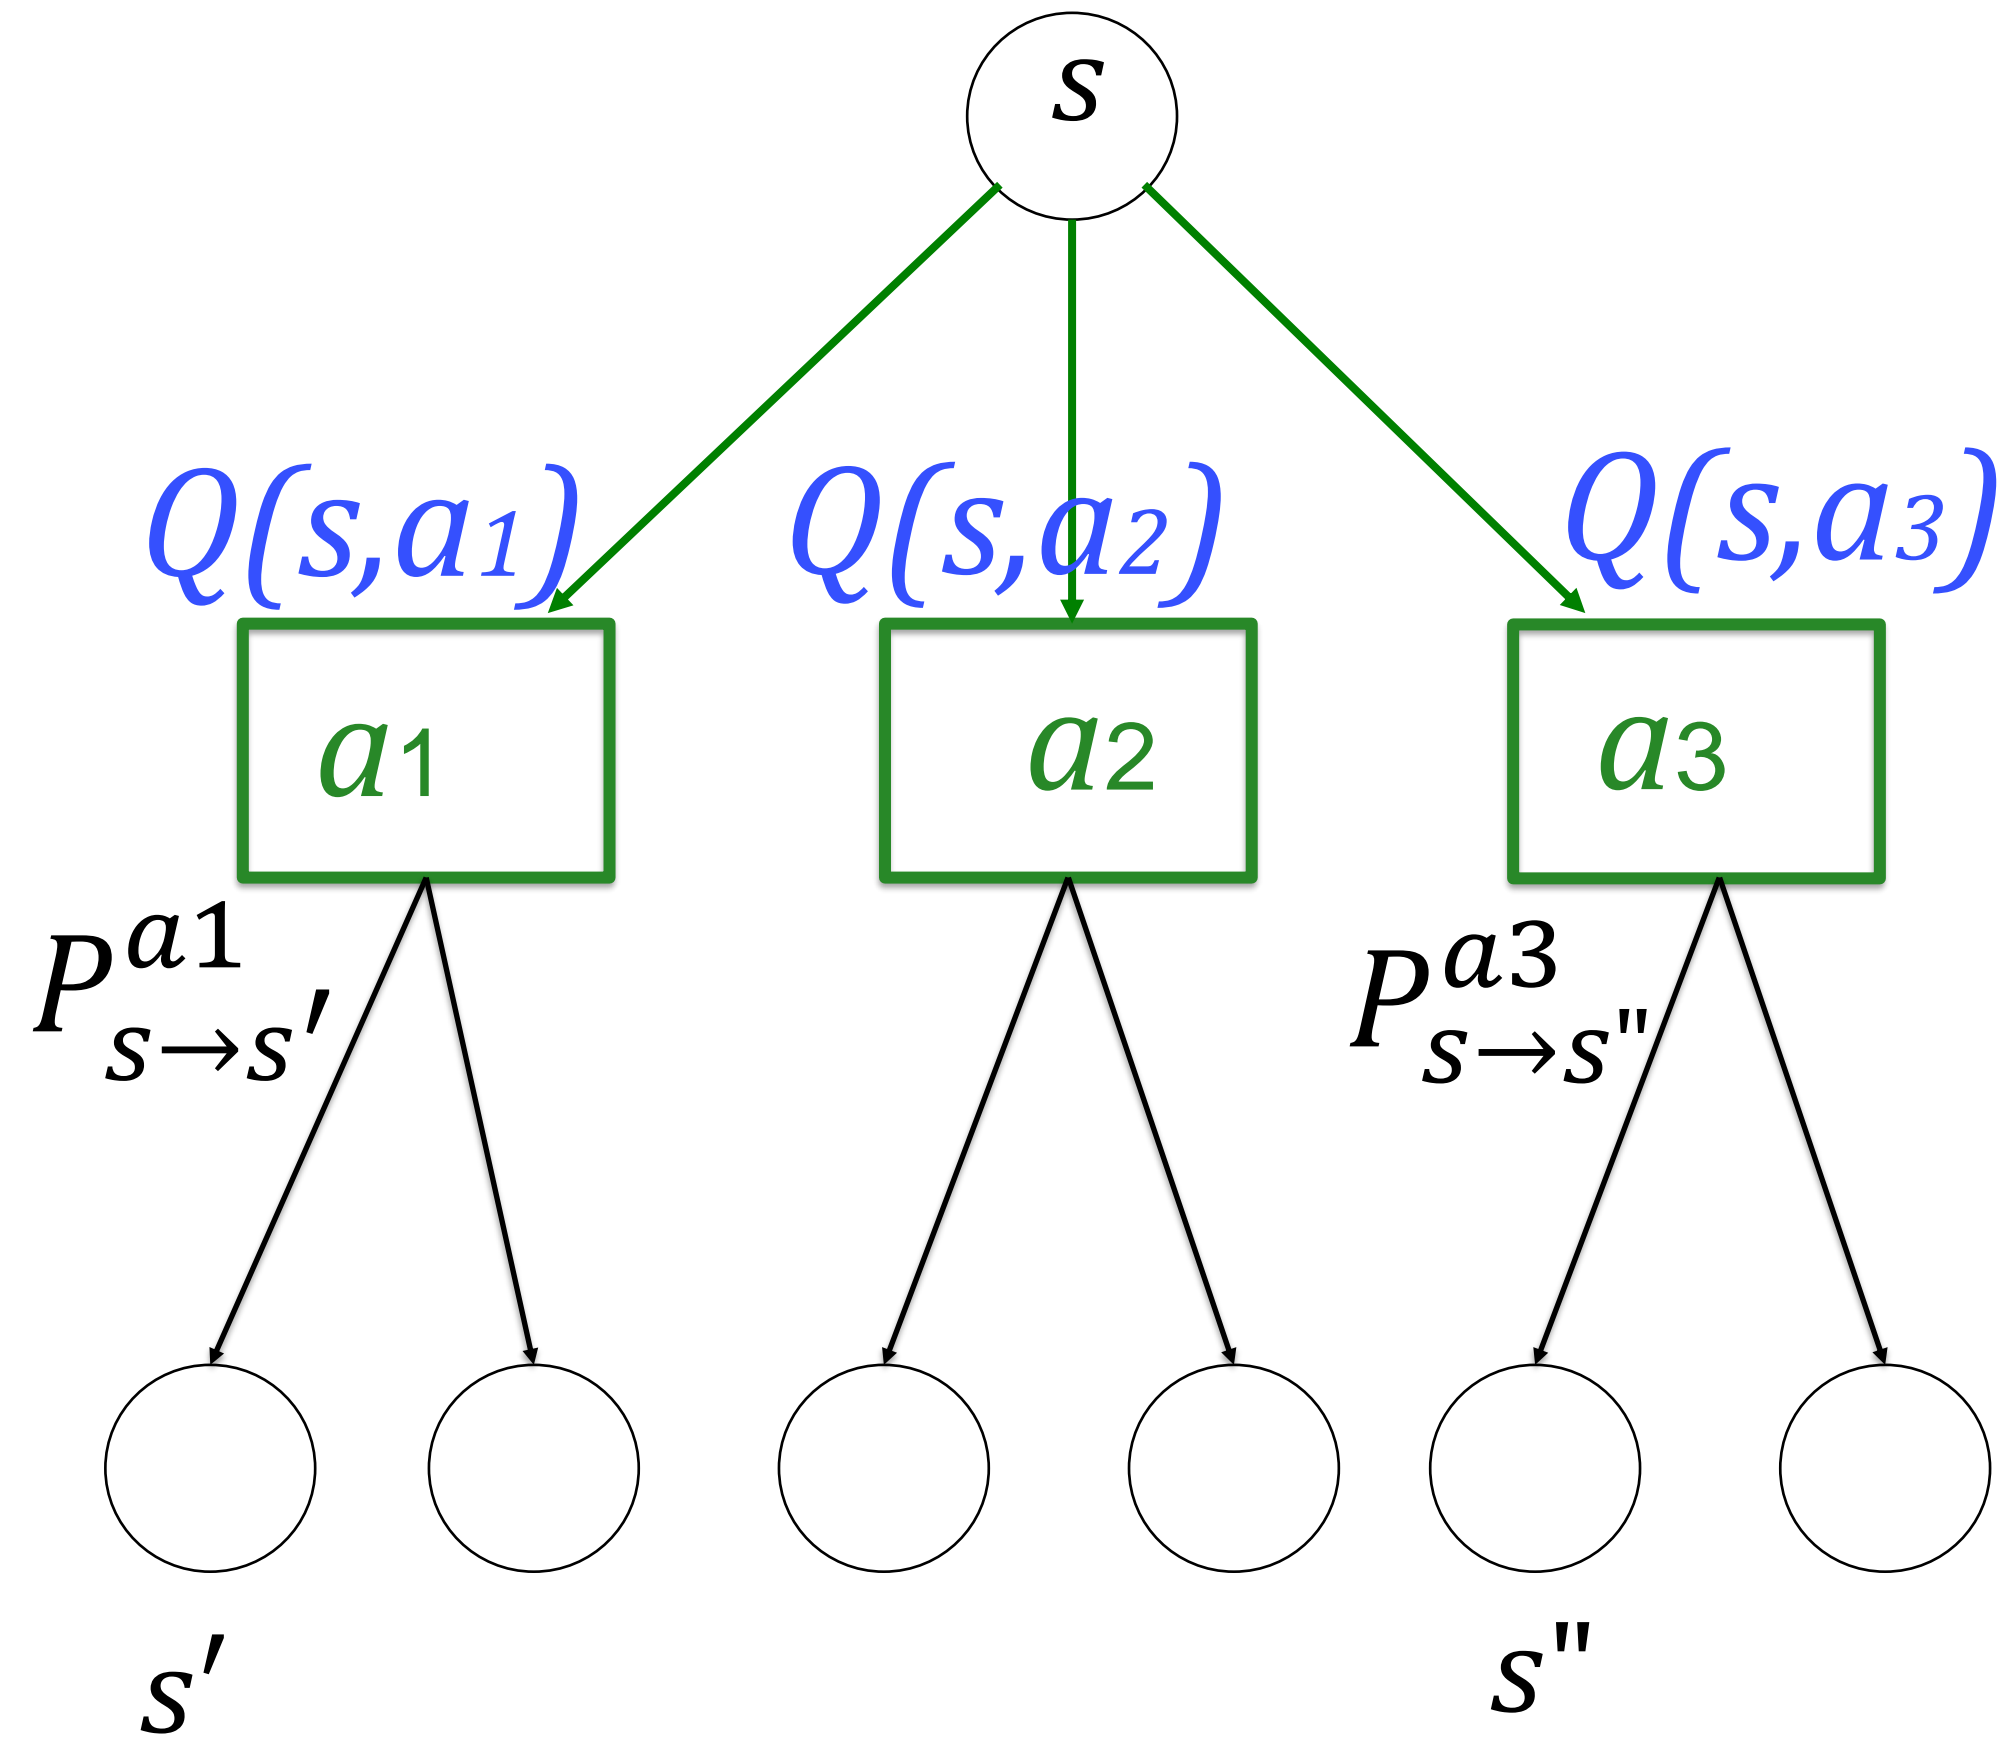 s
Q(s,a1)
Q(s,a2)
Q(s,a3)
a1
a2
a3
P^{a1}_{s→s′}
P^{a3}_{s→s"}
s′
s"